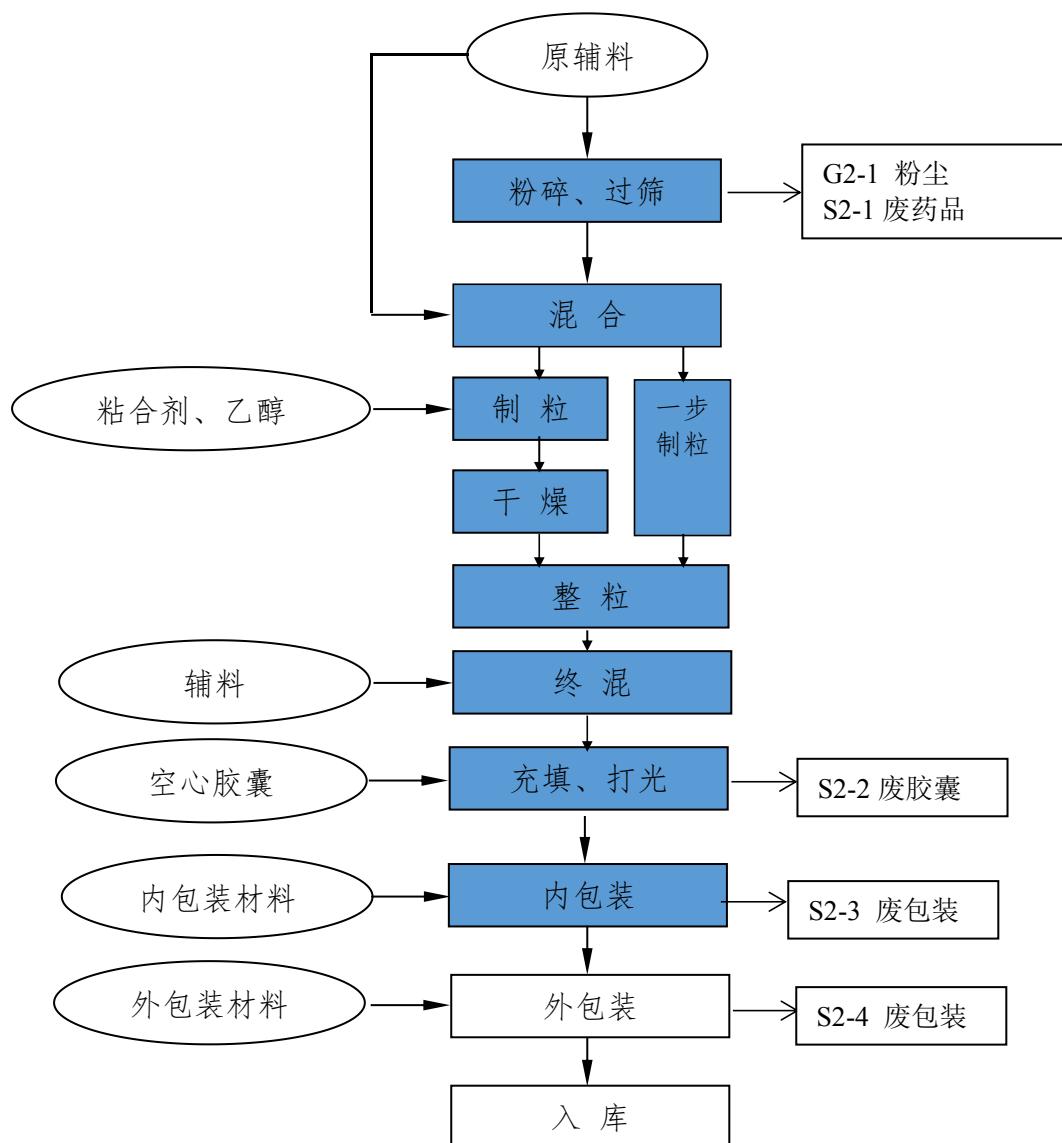 原辅料
粉碎、过筛
G2-1 粉尘
S2-1 废药品
混 合
粘合剂、乙醇
制 粒
一步
制粒
干 燥
整 粒
辅料
终 混
空心胶囊
充填、打光
S2-2 废胶囊
内包装材料
内包装
S2-3 废包装
外包装材料
外包装
S2-4 废包装
入 库